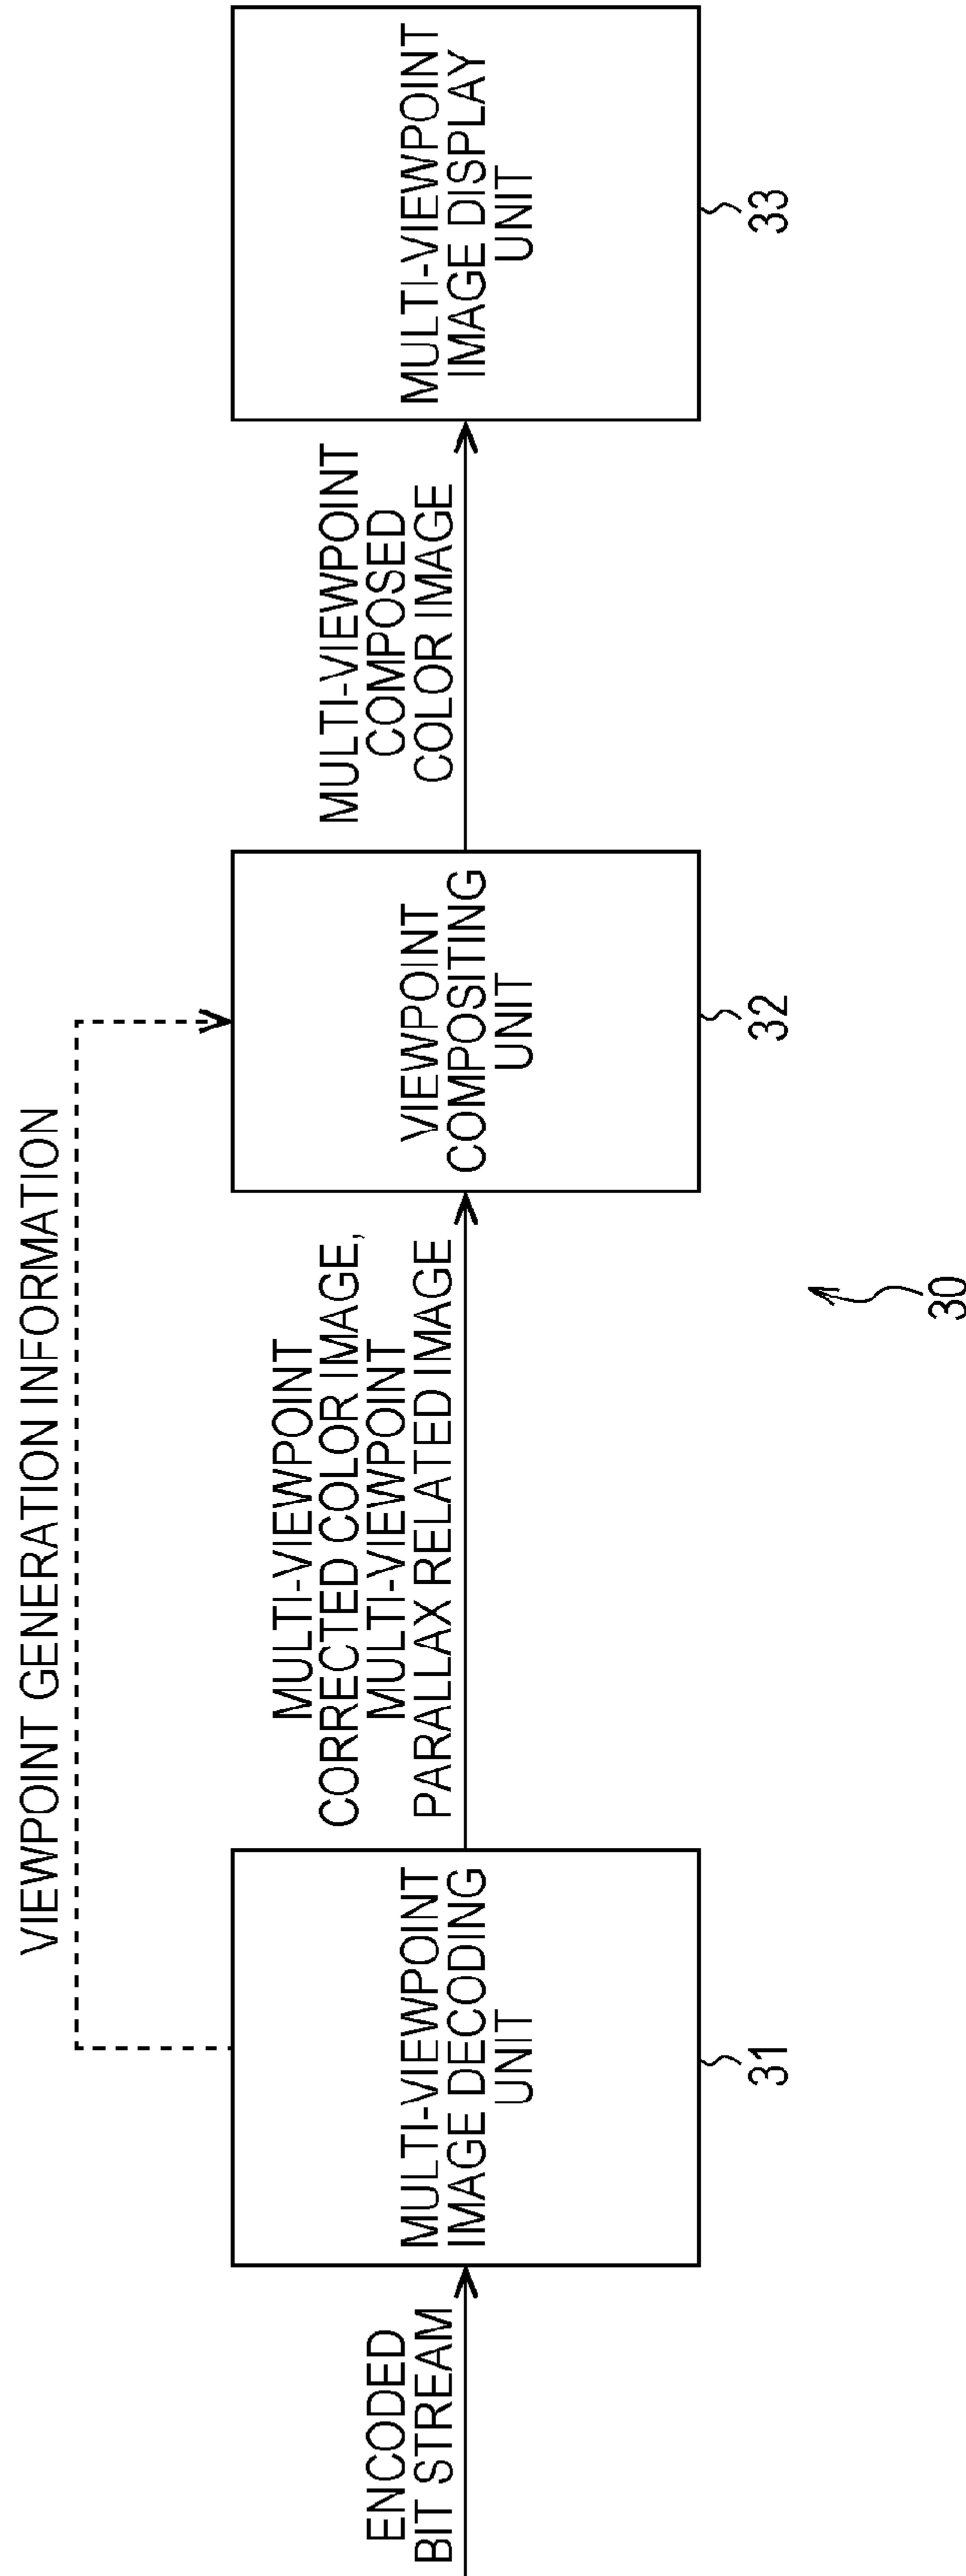 VIEWPOINT GENERATION INFORMATION
ENCODED
BIT STREAM
MULTI-VIEWPOINT
IMAGE DECODING
UNIT
31
MULTI-VIEWPOINT
CORRECTED COLOR IMAGE,
MULTI-VIEWPOINT
PARALLAX RELATED IMAGE
VIEWPOINT
COMPOSITING
UNIT
32
MULTI-VIEWPOINT
COMPOSED
COLOR IMAGE
MULTI-VIEWPOINT
IMAGE DISPLAY
UNIT
33
30